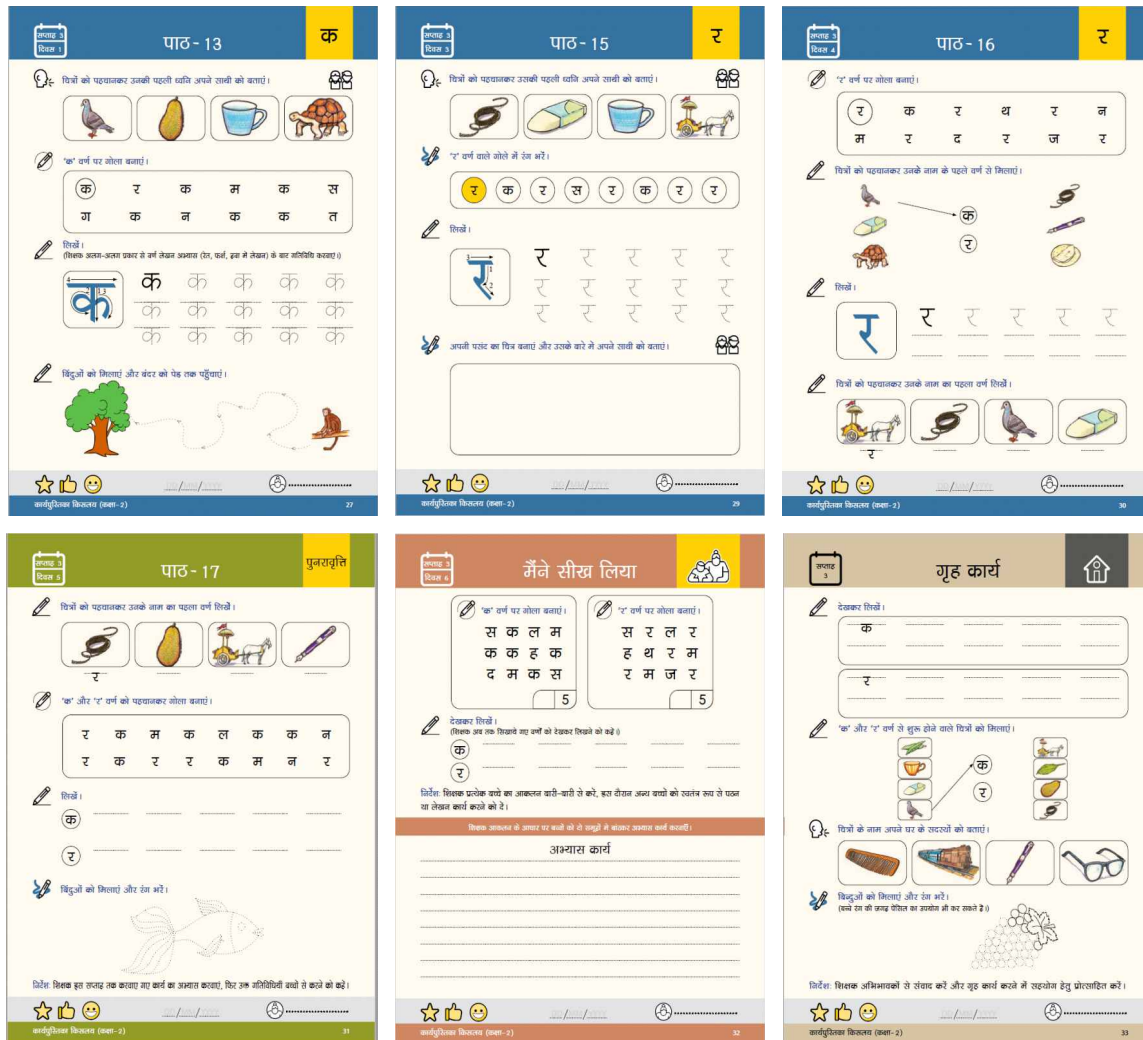 सप्ताह 3
दिवस 1
पाठ - 13
क
चित्रों को पहचानकर उनकी पहली ध्वनि अपने साथी को बताएं।
'क' वर्ण पर गोला बनाएं।
क र क म क स
ग क न क क त
लिखें।
(शिक्षक अलग-अलग प्रकार से वर्ण लेखन अभ्यास (रेत, फर्श, हवा में लेखन) के बाद गतिविधि करवाएं।)
4 2 1 3
क
क क क क क
क क क क क
क क क क क
बिंदुओं को मिलाएं और बंदर को पेड़ तक पहुँचाएं।
कार्यपुस्तिका किसलय (कक्षा- 2) 27
सप्ताह 3
दिवस 3
पाठ - 15
र
चित्रों को पहचानकर उसकी पहली ध्वनि अपने साथी को बताएं।
'र' वर्ण वाले गोले में रंग भरें।
र क र स र क र र
लिखें।
3 1 2
र
र र र र र
र र र र र
र र र र र
अपनी पसंद का चित्र बनाएं और उसके बारे में अपने साथी को बताएं।
कार्यपुस्तिका किसलय (कक्षा- 2) 29
सप्ताह 3
दिवस 4
पाठ - 16
र
'र' वर्ण पर गोला बनाएं।
र क र थ र न
म र द र ज र
चित्रों को पहचानकर उनके नाम के पहले वर्ण से मिलाएं।
क
र
लिखें।
र
र र र र र
चित्रों को पहचानकर उनके नाम का पहला वर्ण लिखें।
र
कार्यपुस्तिका किसलय (कक्षा- 2) 30
सप्ताह 3
दिवस 5
पाठ - 17
पुनरावृत्ति
चित्रों को पहचानकर उनके नाम का पहला वर्ण लिखें।
र
'क' और 'र' वर्ण को पहचानकर गोला बनाएं।
र क म क ल क क न
र क र र क म न र
लिखें।
क
र
बिंदुओं को मिलाएं और रंग भरें।
निर्देश: शिक्षक इस सप्ताह तक करवाए गए कार्य का अभ्यास करवाएं, फिर उक्त गतिविधियाँ बच्चों से करने को कहें।
कार्यपुस्तिका किसलय (कक्षा- 2) 31
सप्ताह 3
दिवस 6
मैंने सीख लिया
'क' वर्ण पर गोला बनाएं।
स क ल म
क क ह क
द म क स
5
'र' वर्ण पर गोला बनाएं।
स र ल र
ह थ र म
र म ज र
5
देखकर लिखें।
(शिक्षक अब तक सिखाये गए वर्णों को देखकर लिखने को कहें।)
क
र
निर्देश: शिक्षक प्रत्येक बच्चे का आकलन बारी-बारी से करे, इस दौरान अन्य बच्चों को स्वतंत्र रूप से पठन
या लेखन कार्य करने को दे।
शिक्षक आकलन के आधार पर बच्चों को दो समूहों में बांटकर अभ्यास कार्य करवाएँ।
अभ्यास कार्य
कार्यपुस्तिका किसलय (कक्षा- 2) 32
सप्ताह
3
गृह कार्य
देखकर लिखें।
क
र
'क' और 'र' वर्ण से शुरू होने वाले चित्रों को मिलाएं।
क
र
चित्रों के नाम अपने घर के सदस्यों को बताएं।
बिन्दुओं को मिलाएं और रंग भरें।
(बच्चे रंग की जगह पेंसिल का उपयोग भी कर सकते है।)
निर्देश: शिक्षक अभिभावकों से संवाद करें और गृह कार्य करने में सहयोग हेतु प्रोत्साहित करें।
कार्यपुस्तिका किसलय (कक्षा- 2) 33